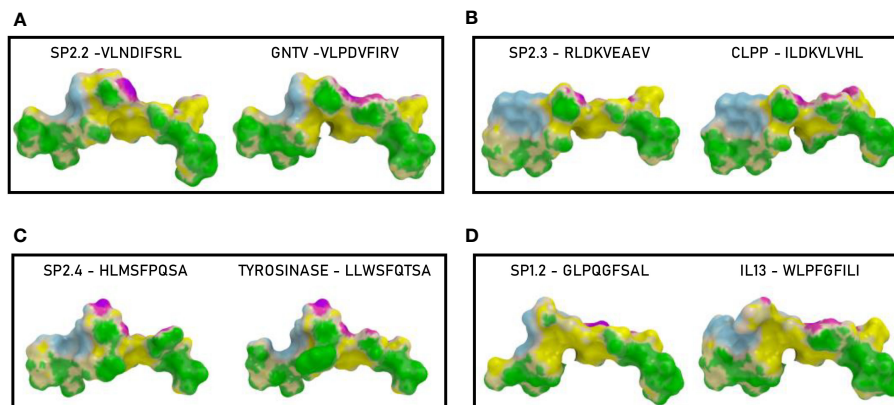 A
SP2.2 -VLNDIFSRL GNTV -VLPDVFIRV
B
SP2.3 - RLDKVEAEV CLPP - ILDKVLVHL
C
SP2.4 - HLMSFPQSA TYROSINASE - LLWSFQTSA
D
SP1.2 - GLPQGFSAL IL13 - WLPFGFILI